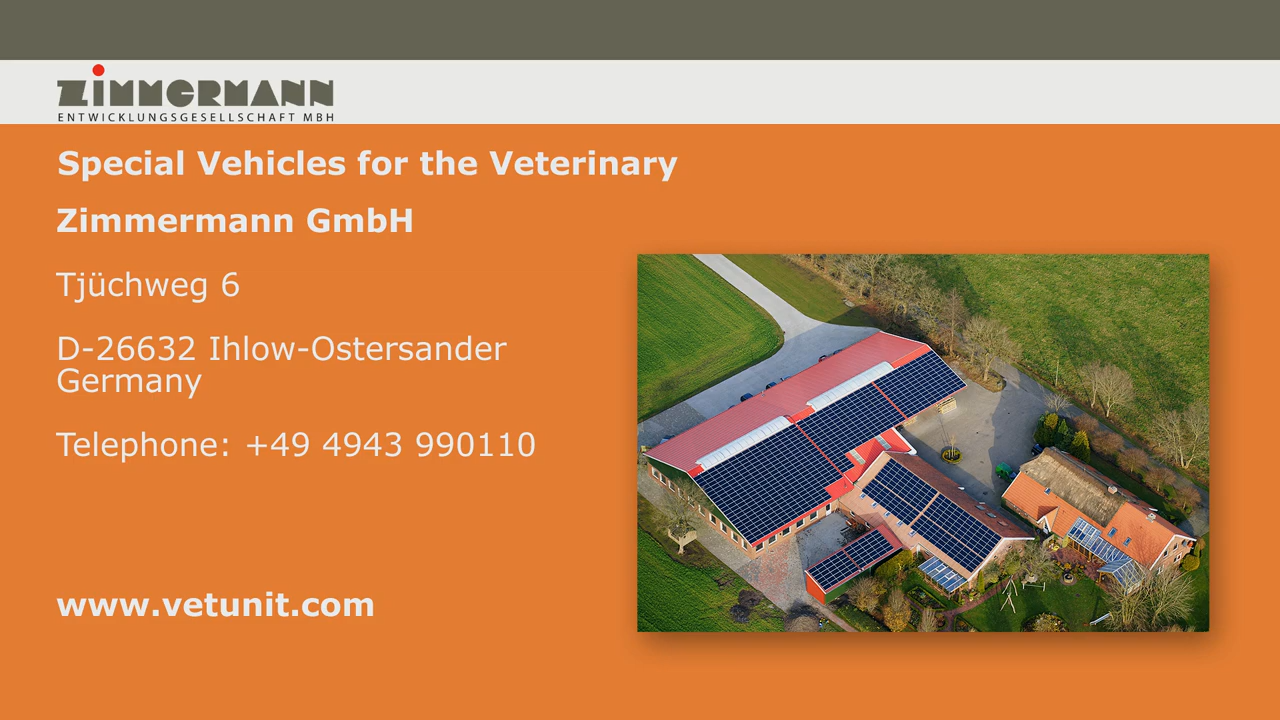 ZIMMERMANN
ENTWICKLUNGSGESELLSCHAFT MBH
Special Vehicles for the Veterinary
Zimmermann GmbH
Tjüchweg 6
D-26632 Ihlow-Ostersander
Germany
Telephone: +49 4943 990110
www.vetunit.com